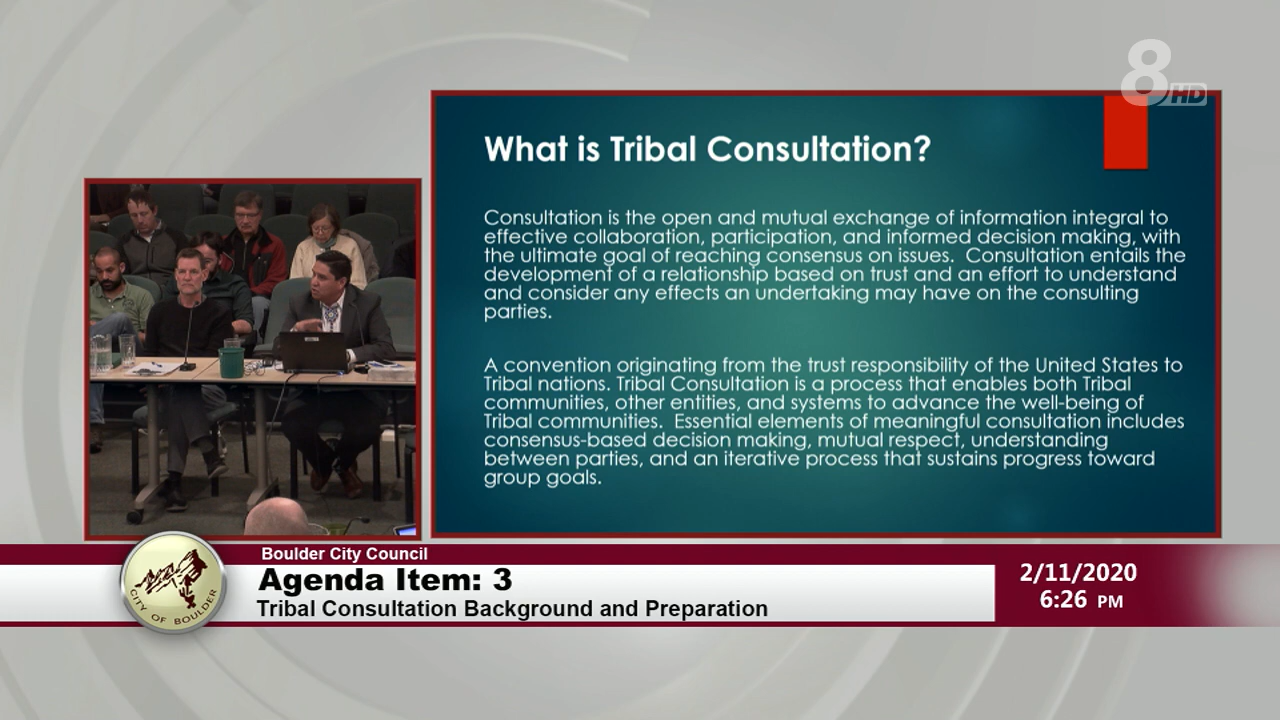 8HD
What is Tribal Consultation?
Consultation is the open and mutual exchange of information integral to
effective collaboration, participation, and informed decision making, with
the ultimate goal of reaching consensus on issues.  Consultation entails the
development of a relationship based on trust and an effort to understand
and consider any effects an undertaking may have on the consulting
parties.
A convention originating from the trust responsibility of the United States to
Tribal nations. Tribal Consultation is a process that enables both Tribal
communities, other entities, and systems to advance the well-being of
Tribal communities.  Essential elements of meaningful consultation includes
consensus-based decision making, mutual respect, understanding
between parties, and an iterative process that sustains progress toward
group goals.
Boulder City Council
Agenda Item: 3
Tribal Consultation Background and Preparation
CITY OF BOULDER
2/11/2020
6:26 PM